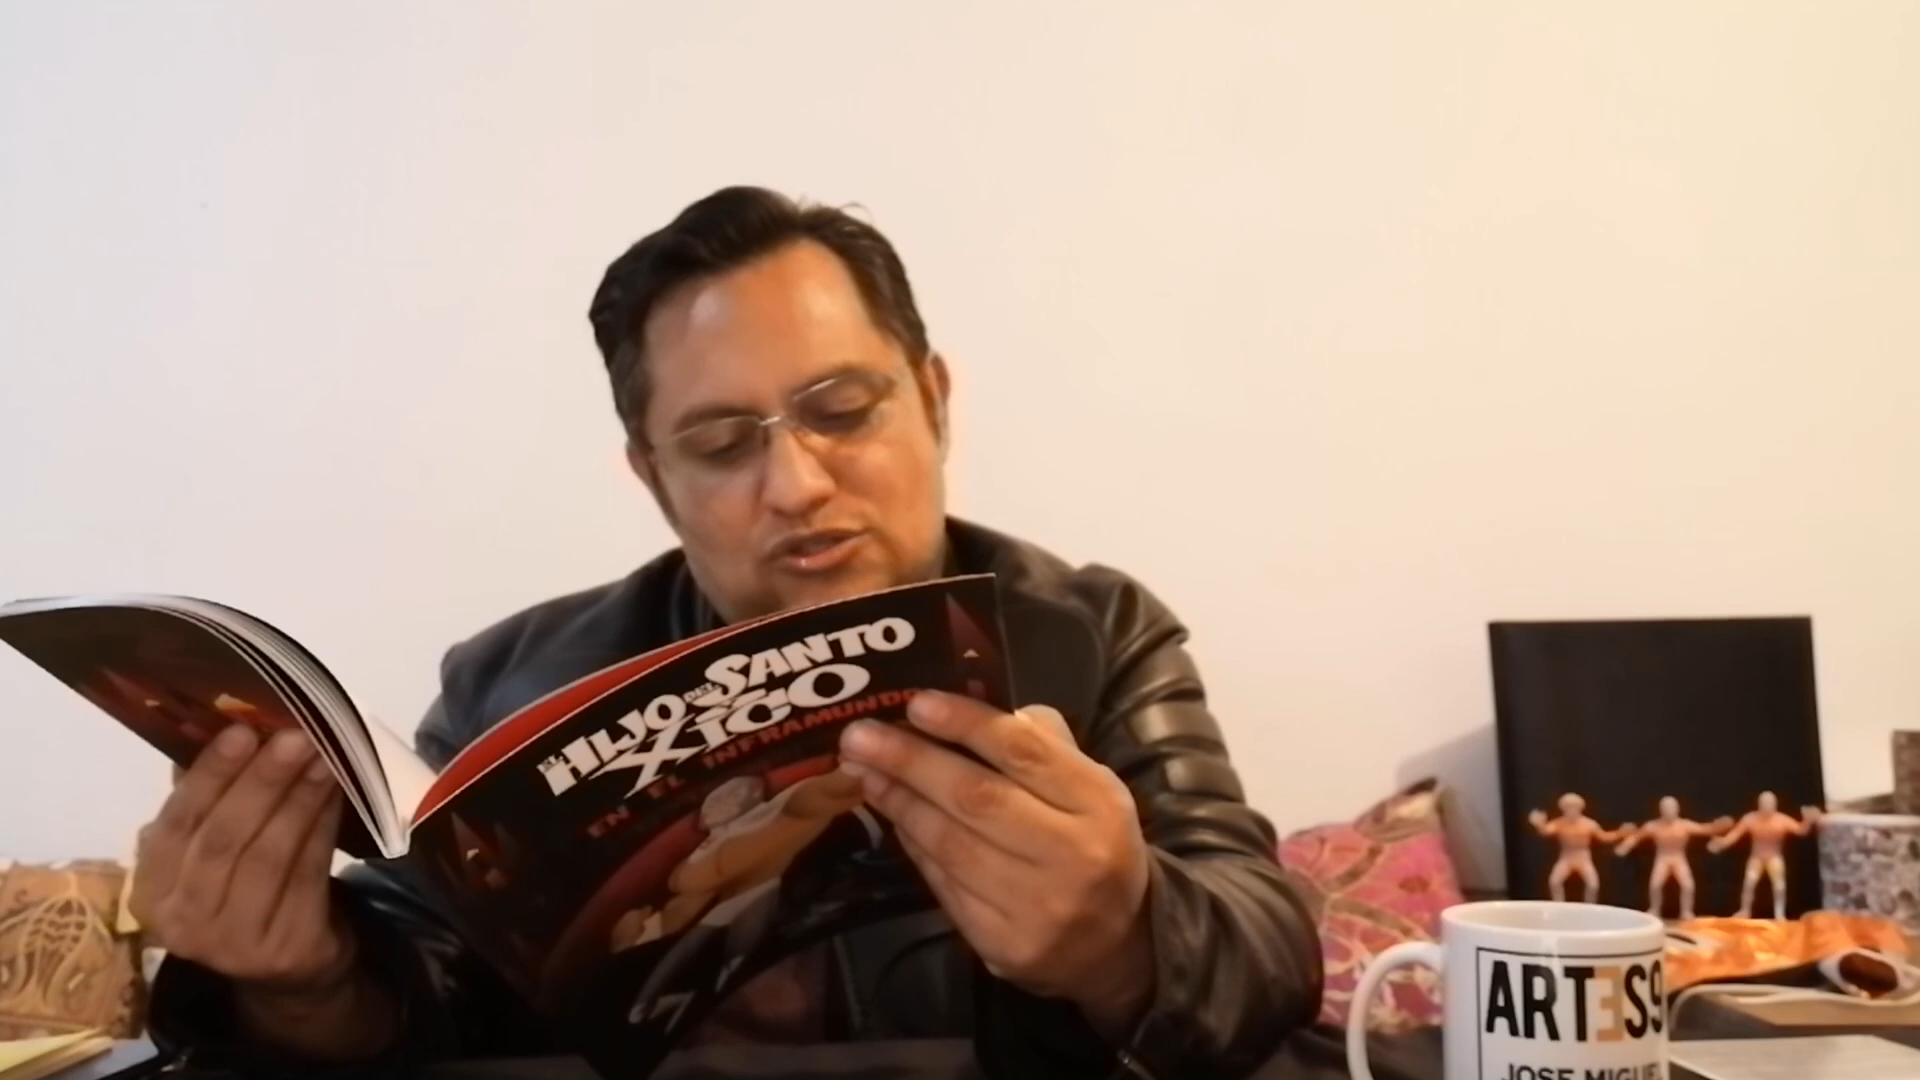 EL HIJO DEL SANTO
XICO
EN EL INFRAMUNDO
ARTES9
JOSE MIGUEL